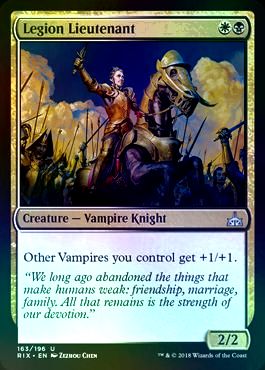 Legion Lieutenant
Creature — Vampire Knight
Other Vampires you control get +1/+1.
“We long ago abandoned the things that
make humans weak: friendship, marriage,
family. All that remains is the strength of
our devotion.”
2/2
163/196 U
RIX • EN Zezhou Chen
™ & © 2018 Wizards of the Coast